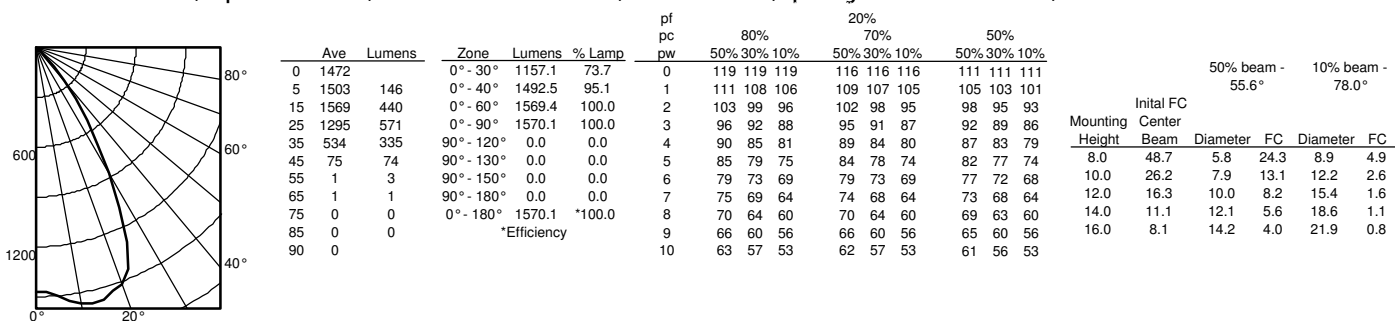 80°
60°
40°
600
1200
0° 20°
Ave Lumens
0 1472
5 1503 146
15 1569 440
25 1295 571
35 534 335
45 75 74
55 1 3
65 1 1
75 0 0
85 0 0
90 0
Zone Lumens % Lamp
0° - 30° 1157.1 73.7
0° - 40° 1492.5 95.1
0° - 60° 1569.4 100.0
0° - 90° 1570.1 100.0
90° - 120° 0.0 0.0
90° - 130° 0.0 0.0
90° - 150° 0.0 0.0
90° - 180° 0.0 0.0
0° - 180° 1570.1 *100.0
*Efficiency
pf 20%
pc 80% 70% 50%
pw 50% 30% 10% 50% 30% 10% 50% 30% 10%
0 119 119 119 116 116 116 111 111 111
1 111 108 106 109 107 105 105 103 101
2 103 99 96 102 98 95 98 95 93
3 96 92 88 95 91 87 92 89 86
4 90 85 81 89 84 80 87 83 79
5 85 79 75 84 78 74 82 77 74
6 79 73 69 79 73 69 77 72 68
7 75 69 64 74 68 64 73 68 64
8 70 64 60 70 64 60 69 63 60
9 66 60 56 66 60 56 65 60 56
10 63 57 53 62 57 53 61 56 53
50% beam - 10% beam -
55.6° 78.0°
Inital FC
Mounting Center
Height Beam Diameter FC Diameter FC
8.0 48.7 5.8 24.3 8.9 4.9
10.0 26.2 7.9 13.1 12.2 2.6
12.0 16.3 10.0 8.2 15.4 1.6
14.0 11.1 12.1 5.6 18.6 1.1
16.0 8.1 14.2 4.0 21.9 0.8